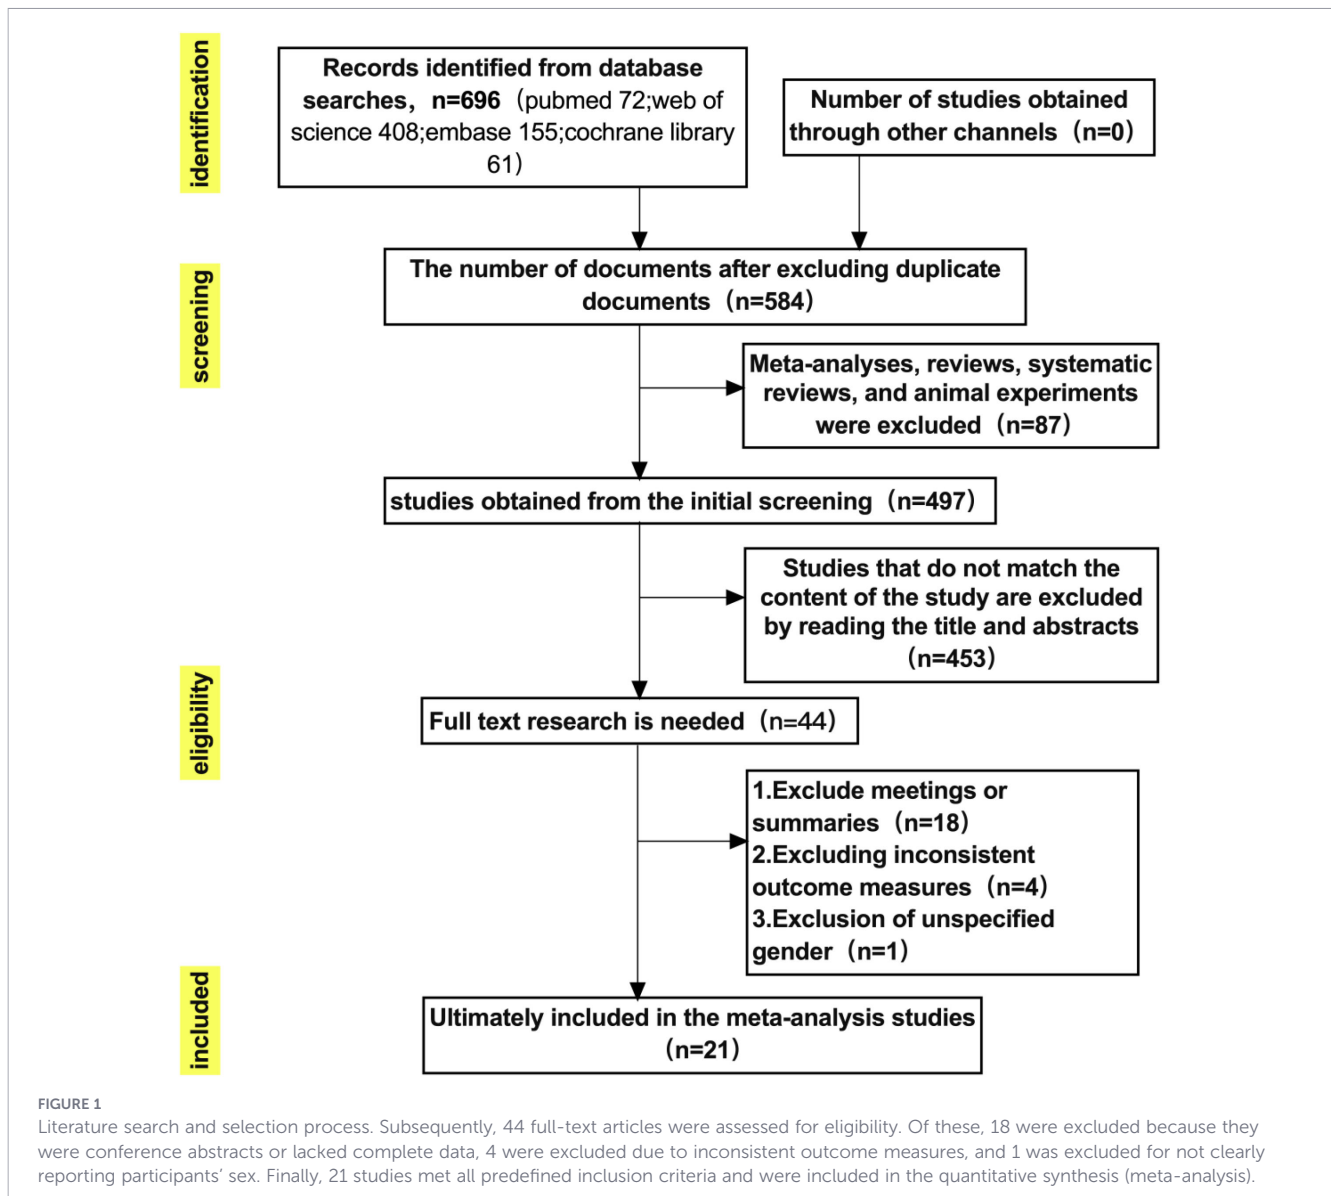 identification
Records identified from database
searches，n=696（pubmed 72;web of
science 408;embase 155;cochrane library
61）
Number of studies obtained
through other channels（n=0）
screening
The number of documents after excluding duplicate
documents（n=584）
Meta-analyses, reviews, systematic
reviews, and animal experiments
were excluded（n=87）
studies obtained from the initial screening（n=497）
Studies that do not match the
content of the study are excluded
by reading the title and abstracts
（n=453）
eligibility
Full text research is needed（n=44）
1.Exclude meetings or
summaries（n=18）
2.Excluding inconsistent
outcome measures（n=4）
3.Exclusion of unspecified
gender（n=1）
included
Ultimately included in the meta-analysis studies
（n=21）
FIGURE 1
Literature search and selection process. Subsequently, 44 full-text articles were assessed for eligibility. Of these, 18 were excluded because they
were conference abstracts or lacked complete data, 4 were excluded due to inconsistent outcome measures, and 1 was excluded for not clearly
reporting participants’ sex. Finally, 21 studies met all predefined inclusion criteria and were included in the quantitative synthesis (meta-analysis).